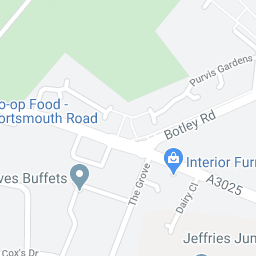 Purvis Gardens
o-op Food -
ortsmouth Road
Botley Rd
Interior Furn
ves Buffets
The Grove
Dairy Cl
A3025
Jeffries Jun
Cox's Dr